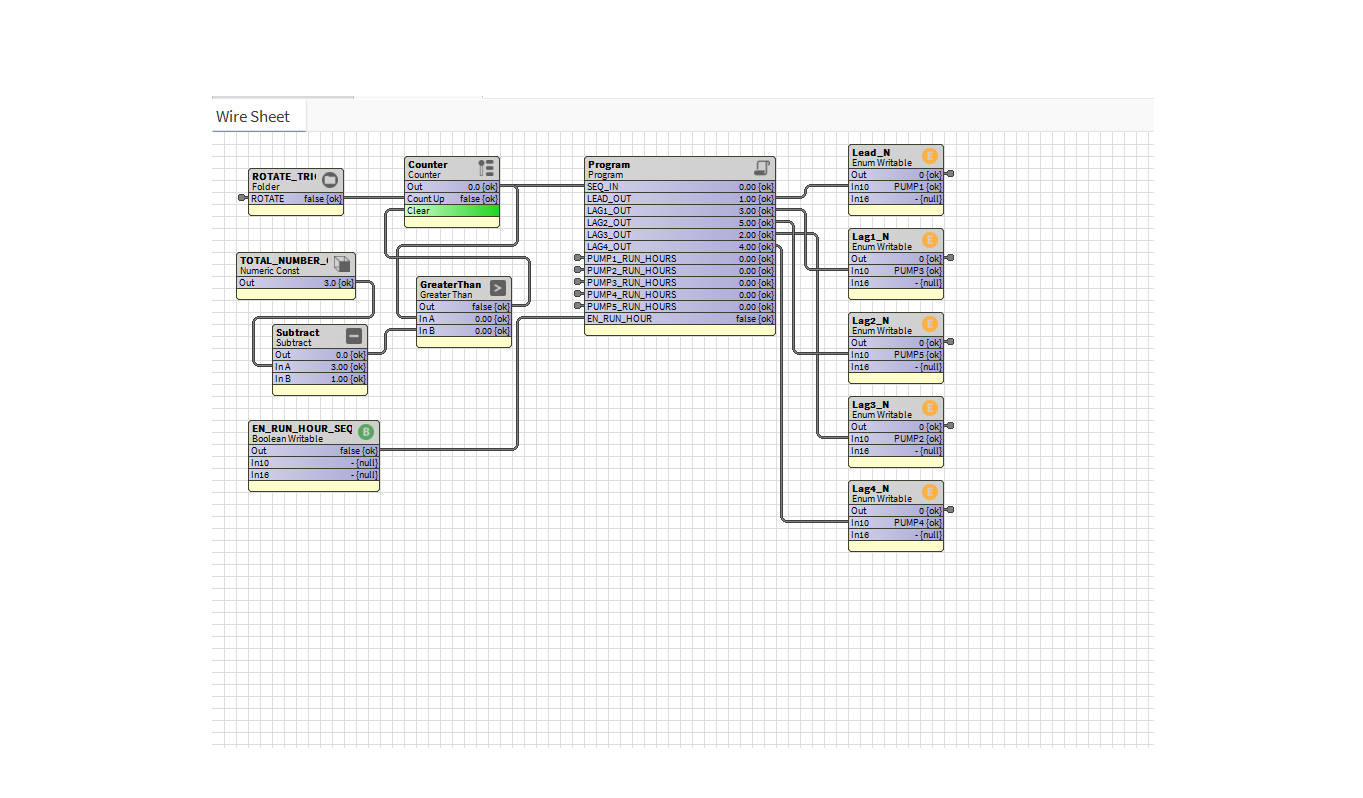 Wire Sheet
ROTATE_TRI
Folder
ROTATE false {ok}
Counter
Counter
Out 0.0 {ok}
Count Up false {ok}
Clear
TOTAL_NUMBER_
Numeric Const
Out 3.0 {ok}
Subtract
Subtract
Out 0.0 {ok}
In A 3.00 {ok}
In B 1.00 {ok}
GreaterThan
Greater Than
Out false {ok}
In A 0.00 {ok}
In B 0.00 {ok}
EN_RUN_HOUR_SEQ
B
Boolean Writable
Out false {ok}
In10 - {null}
In16 - {null}
Program
Program
SEQ_IN 0.00 {ok}
LEAD_OUT 1.00 {ok}
LAG1_OUT 3.00 {ok}
LAG2_OUT 5.00 {ok}
LAG3_OUT 2.00 {ok}
LAG4_OUT 4.00 {ok}
PUMP1_RUN_HOURS 0.00 {ok}
PUMP2_RUN_HOURS 0.00 {ok}
PUMP3_RUN_HOURS 0.00 {ok}
PUMP4_RUN_HOURS 0.00 {ok}
PUMP5_RUN_HOURS 0.00 {ok}
EN_RUN_HOUR false {ok}
Lead_N
E
Enum Writable
Out 0 {ok}
In10 PUMP1 {ok}
In16 - {null}
Lag1_N
E
Enum Writable
Out 0 {ok}
In10 PUMP3 {ok}
In16 - {null}
Lag2_N
E
Enum Writable
Out 0 {ok}
In10 PUMP5 {ok}
In16 - {null}
Lag3_N
E
Enum Writable
Out 0 {ok}
In10 PUMP2 {ok}
In16 - {null}
Lag4_N
E
Enum Writable
Out 0 {ok}
In10 PUMP4 {ok}
In16 - {null}